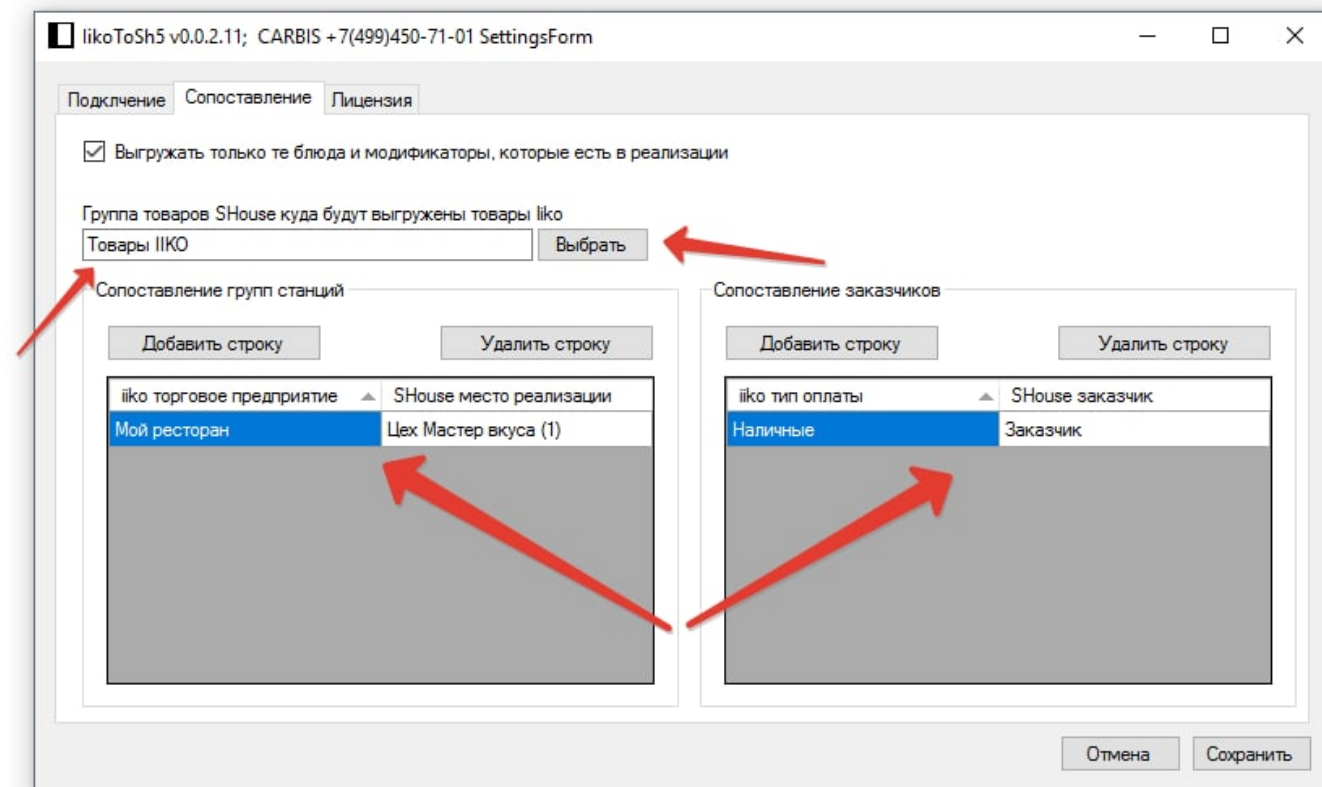 IikoToSh5 v0.0.2.11; CARBIS +7(499)450-71-01 SettingsForm
Подклчение Сопоставление Лицензия
Выгружать только те блюда и модификаторы, которые есть в реализации
Группа товаров SHouse куда будут выгружены товары Iiko
Товары IIKO Выбрать
Сопоставление групп станций Сопоставление заказчиков
Добавить строку Удалить строку Добавить строку Удалить строку
iiko торговое предприятие SHouse место реализации iiko тип оплаты SHouse заказчик
Мой ресторан Цех Мастер вкуса (1) Наличные Заказчик
Отмена Сохранить